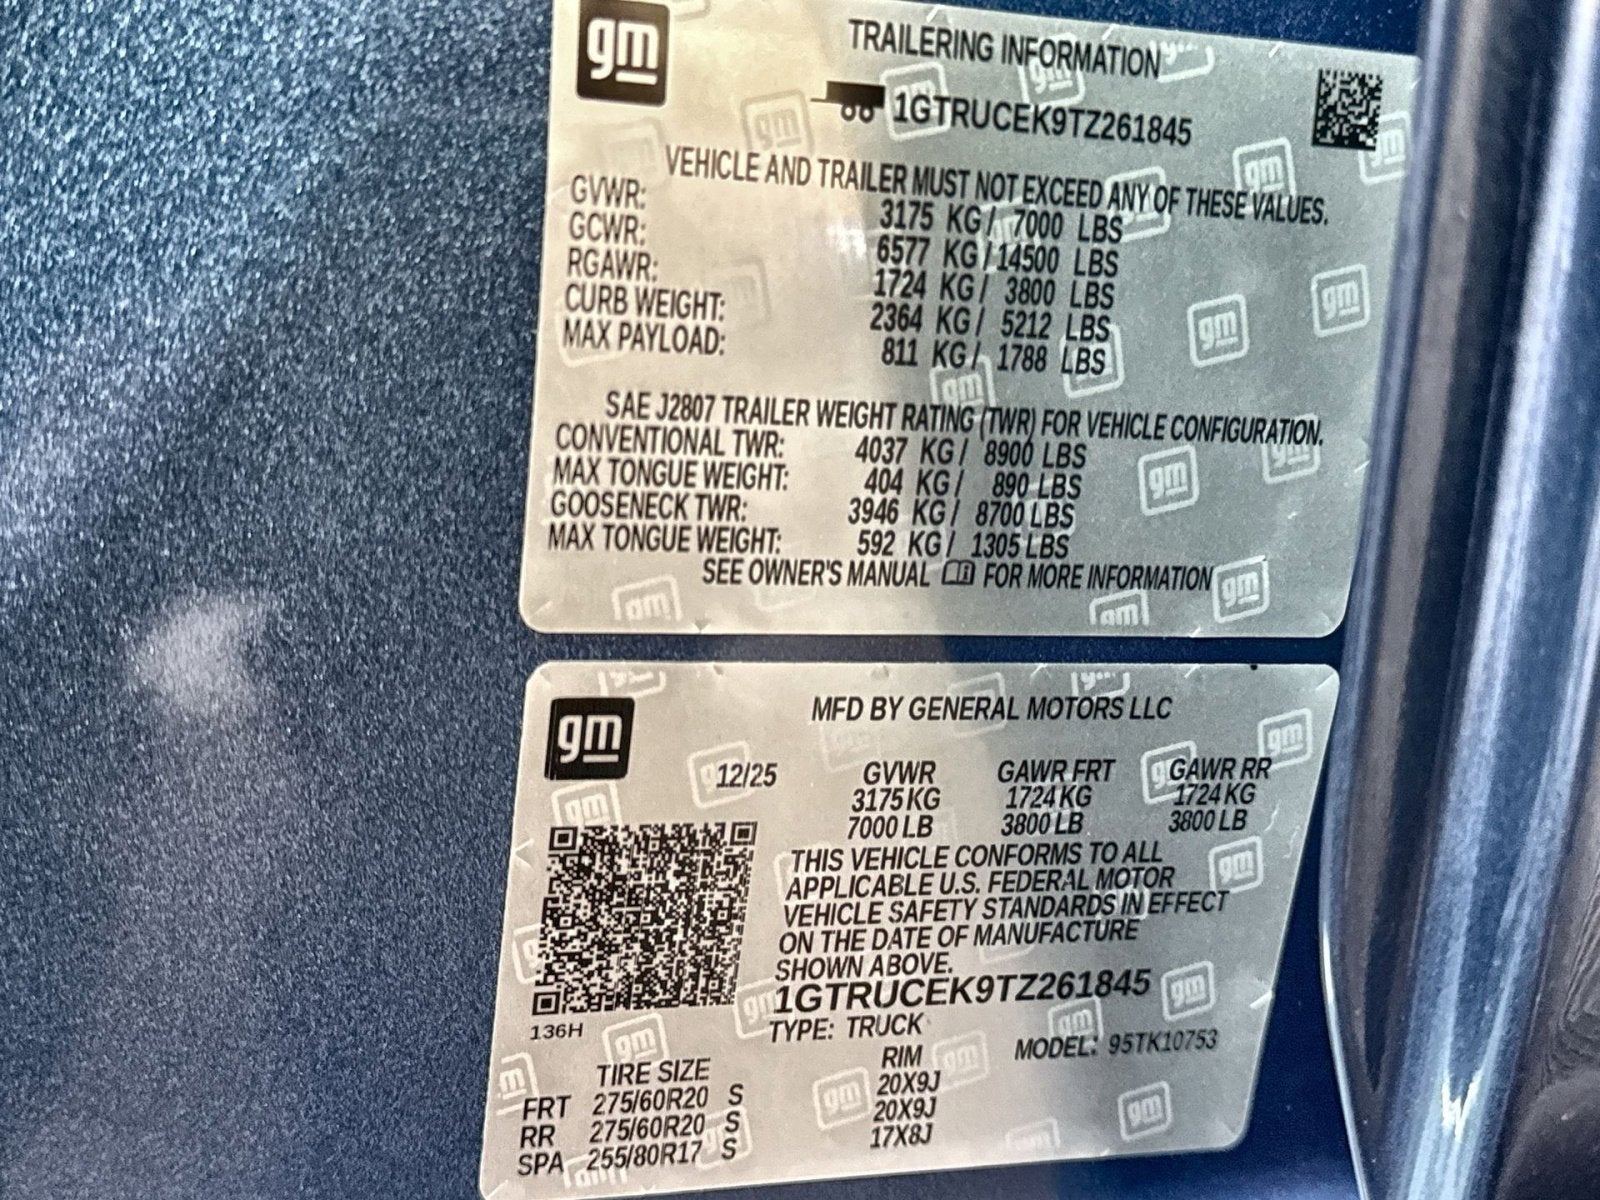 gm
TRAILERING INFORMATION
1GTRUCEK9TZ261845
VEHICLE AND TRAILER MUST NOT EXCEED ANY OF THESE VALUES.
GVWR: 3175 KG/ 7000 LBS
GCWR: 6577 KG/14500 LBS
RGAWR: 1724 KG/ 3800 LBS
CURB WEIGHT: 2364 KG/ 5212 LBS
MAX PAYLOAD: 811 KG/ 1788 LBS
SAE J2807 TRAILER WEIGHT RATING (TWR) FOR VEHICLE CONFIGURATION.
CONVENTIONAL TWR: 4037 KG/ 8900 LBS
MAX TONGUE WEIGHT: 404 KG/ 890 LBS
GOOSENECK TWR: 3946 KG/ 8700 LBS
MAX TONGUE WEIGHT: 592 KG/ 1305 LBS
SEE OWNER'S MANUAL FOR MORE INFORMATION
gm
MFD BY GENERAL MOTORS LLC
12/25 GVWR GAWR FRT GAWR RR
3175KG 1724KG 1724KG
7000 LB 3800 LB 3800 LB
THIS VEHICLE CONFORMS TO ALL
APPLICABLE U.S. FEDERAL MOTOR
VEHICLE SAFETY STANDARDS IN EFFECT
ON THE DATE OF MANUFACTURE
SHOWN ABOVE.
1GTRUCEK9TZ261845
136H
TYPE: TRUCK
MODEL: 95TK10753
TIRE SIZE RIM
FRT 275/60R20 S 20X9J
RR 275/60R20 S 20X9J
SPA 255/80R17 S 17X8J